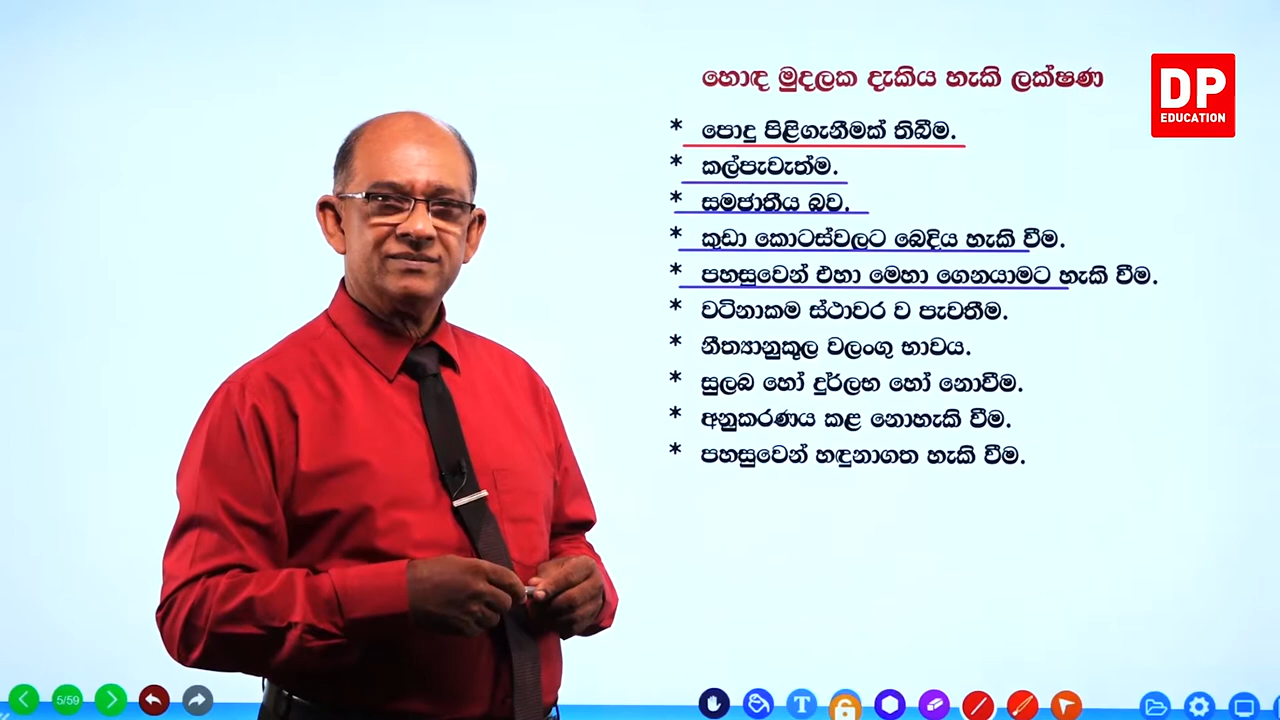 හොඳ මුදලක දැකිය හැකි ලක්ෂණ
DP
EDUCATION
* පොදු පිළිගැනීමක් තිබීම.
* කල්පැවැත්ම.
* සමජාතීය බව.
* කුඩා කොටස්වලට බෙදිය හැකි වීම.
* පහසුවෙන් එහා මෙහා ගෙනයාමට හැකි වීම.
* වටිනාකම ස්ථාවර ව පැවතීම.
* නීත්‍යානුකූල වලංගු භාවය.
* සුලබ හෝ දුර්ලභ හෝ නොවීම.
* අනුකරණය කළ නොහැකි වීම.
* පහසුවෙන් හඳුනාගත හැකි වීම.
5/59
T